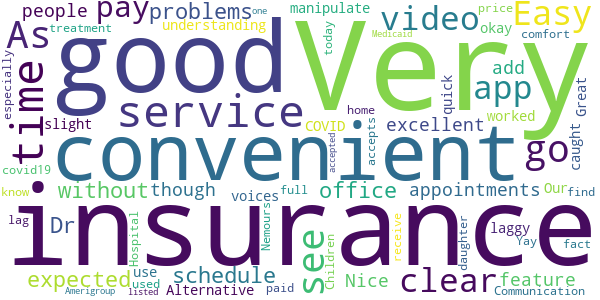 people pay problems one manipulate video price Easy
As treatment understanding today Medicaid okay comfort
especially good Very
time service app add quick Great
slight COVID excellent worked caught
convenient home accepts accepted go
covid19 without though office appointments Our
know voices full find
insurance
lag Dr Hospital Nemours receive daughter laggy Yay fact
expected use schedule see Children Nice clear feature
used Amerigroup listed Alternative paid Communication